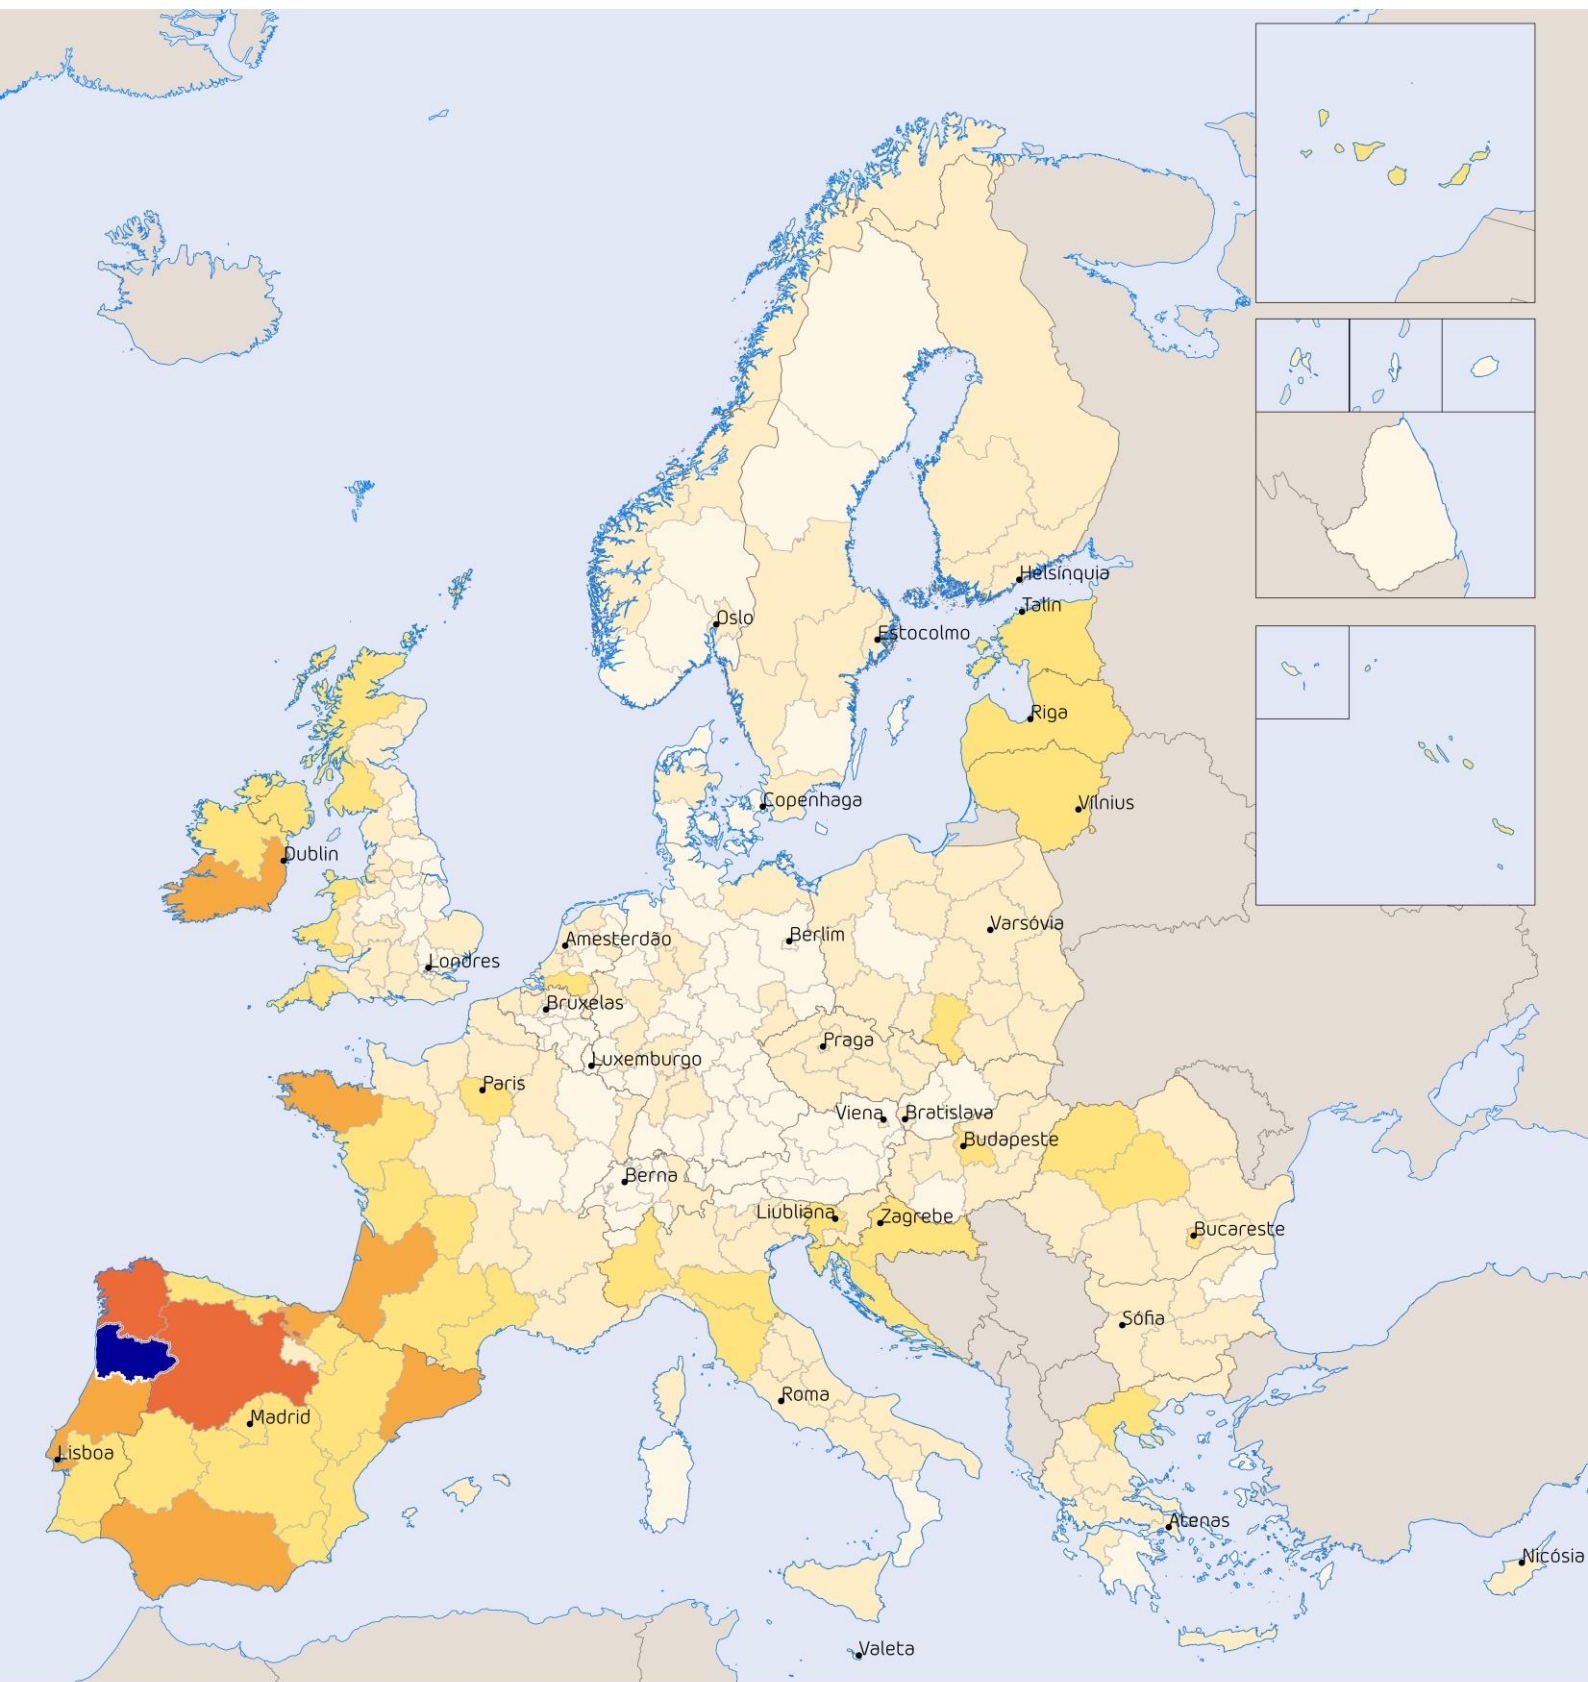 Helsínquia
Talin
Oslo
Estocolmo
Riga
Copenhaga
Vílnius
Dublin
Varsóvia
Berlim
Amesterdão
Londres
Bruxelas
Praga
Luxemburgo
Paris
Viena
Bratislava
Budapeste
Berna
Liubliana
Zagrebe
Bucareste
Sófia
Roma
Madrid
Lisboa
Atenas
Nicósia
Valeta